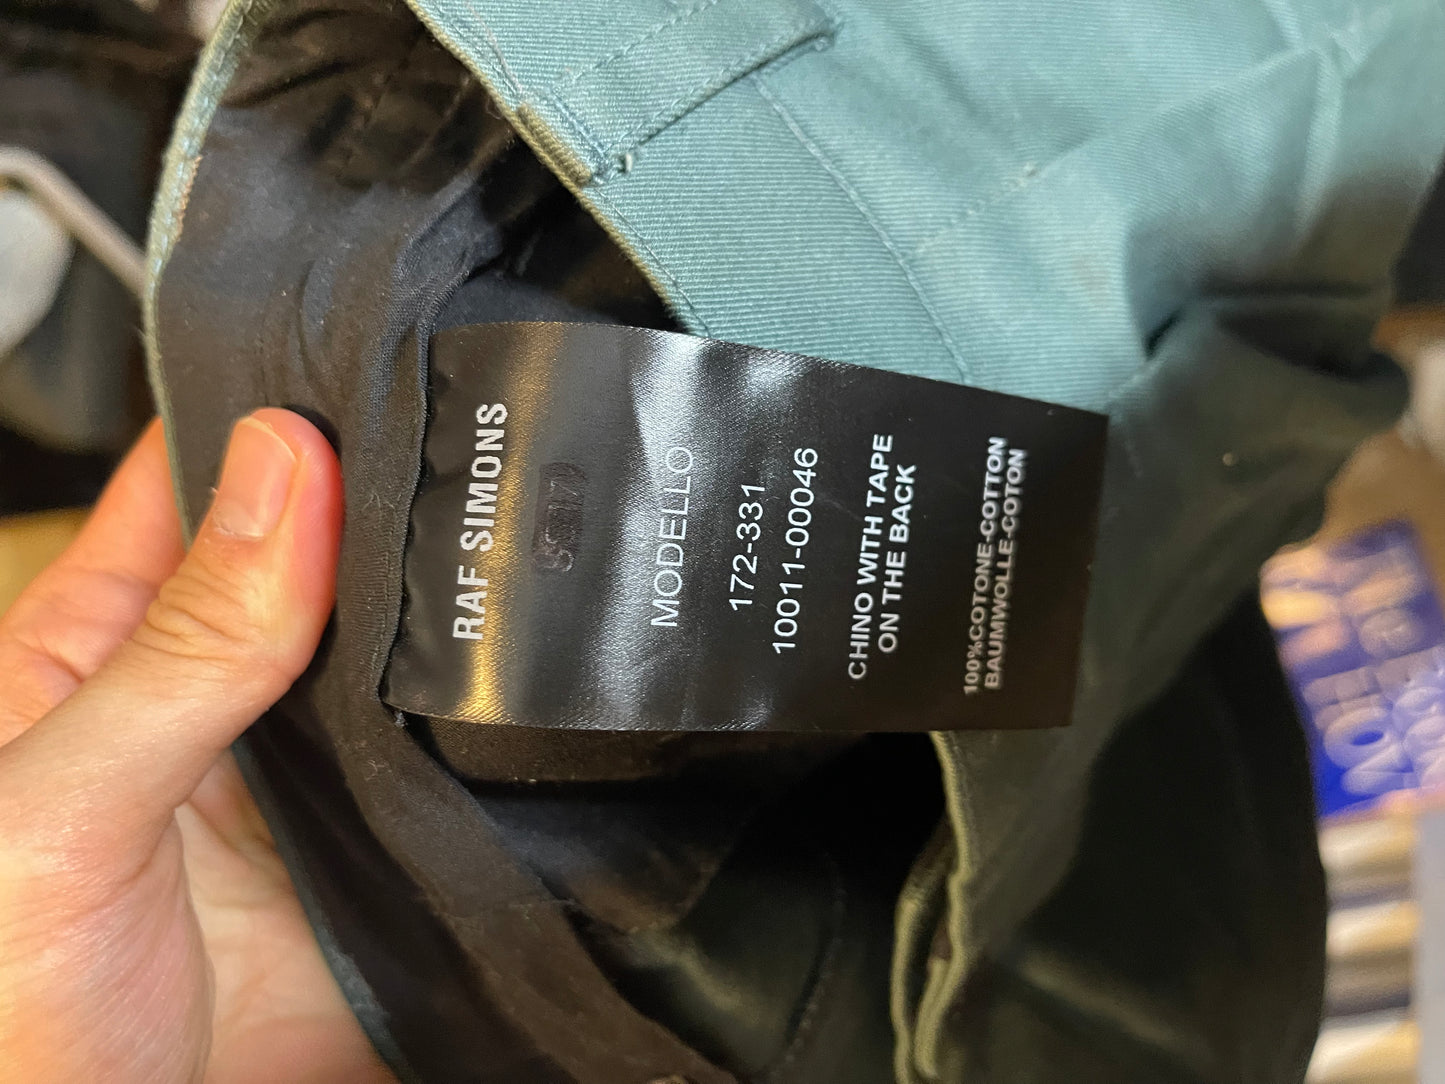 RAF SIMONS
MODELLO
172-331
10011-00046
CHINO WITH TAPE
ON THE BACK
100%COTONE-COTTON
BAUMWOLLE-COTON